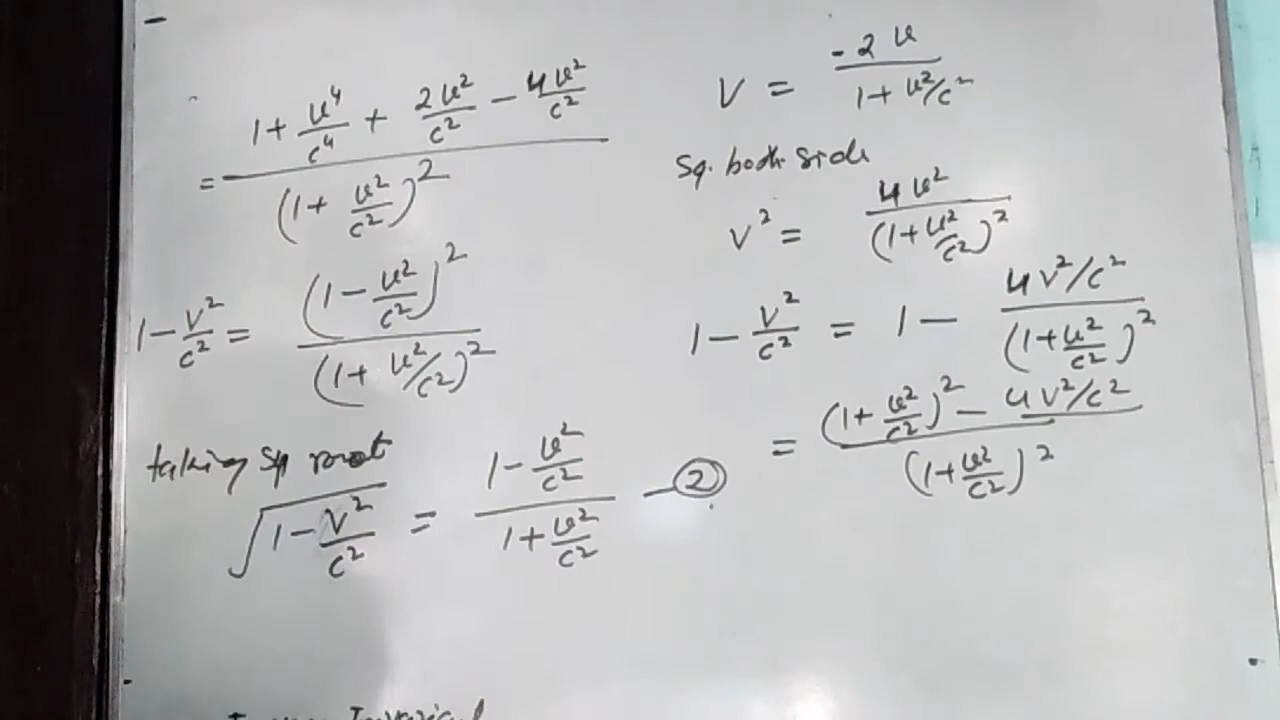 V = -2u / (1 + u²/c²)
Sq. both side
V² = 4u² / (1 + u²/c²)²
1 - V²/c² = 1 - (4V²/c²) / (1 + u²/c²)²
= ((1 + u²/c²)² - 4V²/c²) / (1 + u²/c²)²
= (1 + u⁴/c⁴ + 2u²/c² - 4u²/c²) / (1 + u²/c²)²
1 - V²/c² = (1 - u²/c²)² / (1 + u²/c²)²
taking sq root
√(1 - V²/c²) = (1 - u²/c²) / (1 + u²/c²) — ②